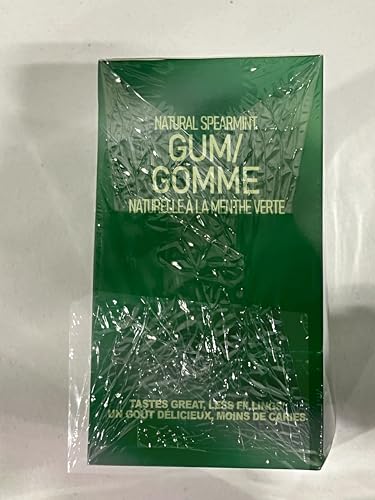 NATURAL SPEARMINT
GUM/
GOMME
NATURELLE À LA MENTHE VERTE
TASTES GREAT, LESS FILLINGS.
UN GOÛT DÉLICIEUX, MOINS DE CARIES.